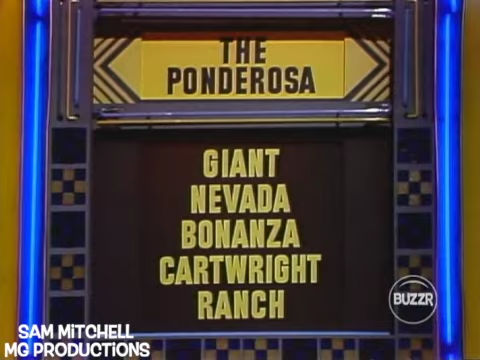 THE
PONDEROSA
GIANT
NEVADA
BONANZA
CARTWRIGHT
RANCH
BUZZR
SAM MITCHELL
MG PRODUCTIONS